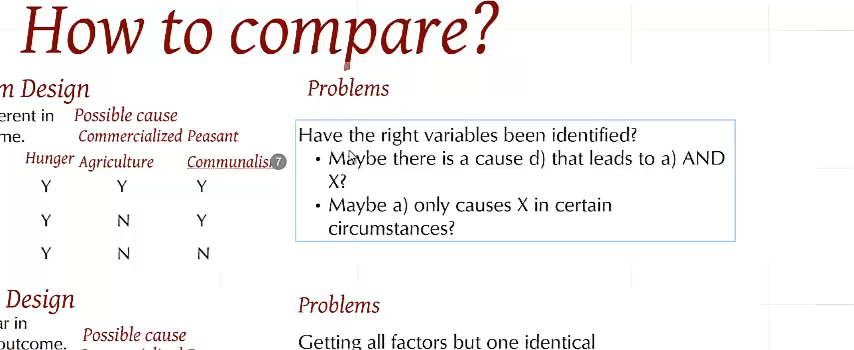 How to compare?
n Design
Problems
erent in
Possible cause
me.
Commercialized Peasant
Hunger Agriculture
7
Y Y Y
Y N Y
Y N N
Have the right variables been identified?
• Maybe there is a cause d) that leads to a) AND
X?
• Maybe a) only causes X in certain
circumstances?
Design
Problems
ar in
Possible cause
outcome.
Getting all factors but one identical